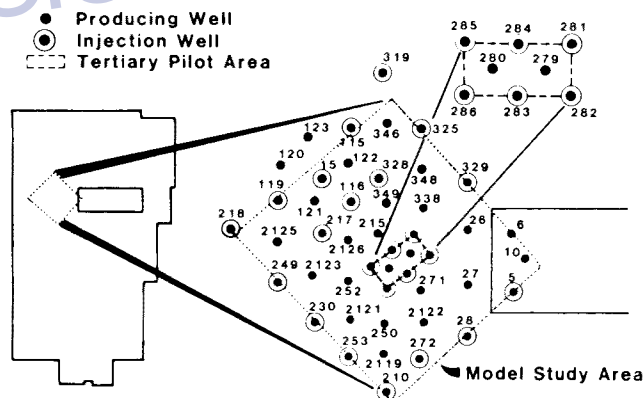 Producing Well
Injection Well
Tertiary Pilot Area
285 284 281
280 279
286 283 282
319
123 115 346 325
120 122 328 348 329
15
119 116 349 338
121
218 217 215 26 6
2125 2126 10
249 2123 271 27 5
252
230 2121 2122 28
250
253 272
2119
210
Model Study Area